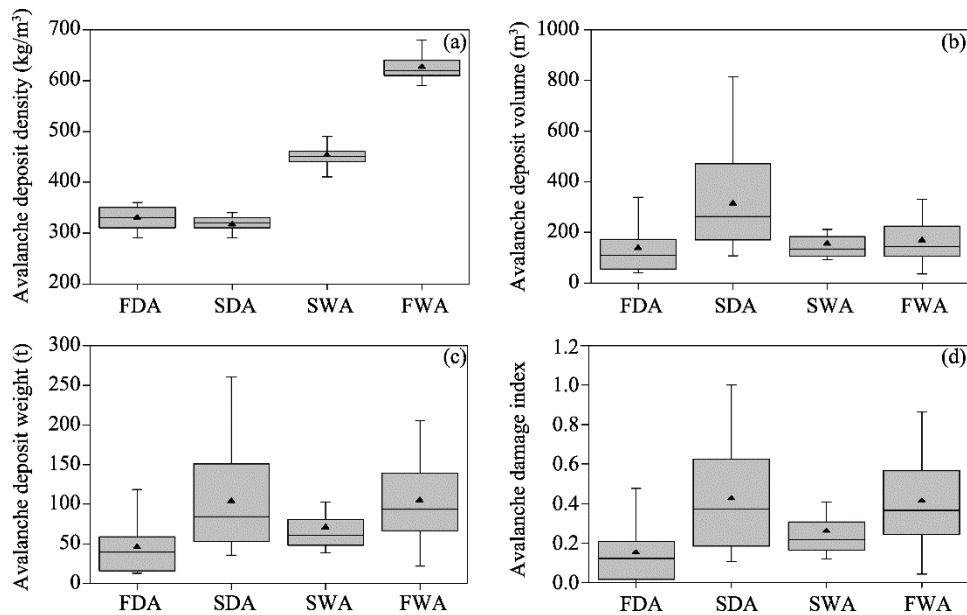 (a)
Avalanche deposit density (kg/m³)
700
600
500
400
300
200
FDA SDA SWA FWA
(b)
Avalanche deposit volume (m³)
1000
800
600
400
200
0
FDA SDA SWA FWA
(c)
Avalanche deposit weight (t)
300
250
200
150
100
50
0
FDA SDA SWA FWA
(d)
Avalanche damage index
1.2
1.0
0.8
0.6
0.4
0.2
0.0
FDA SDA SWA FWA